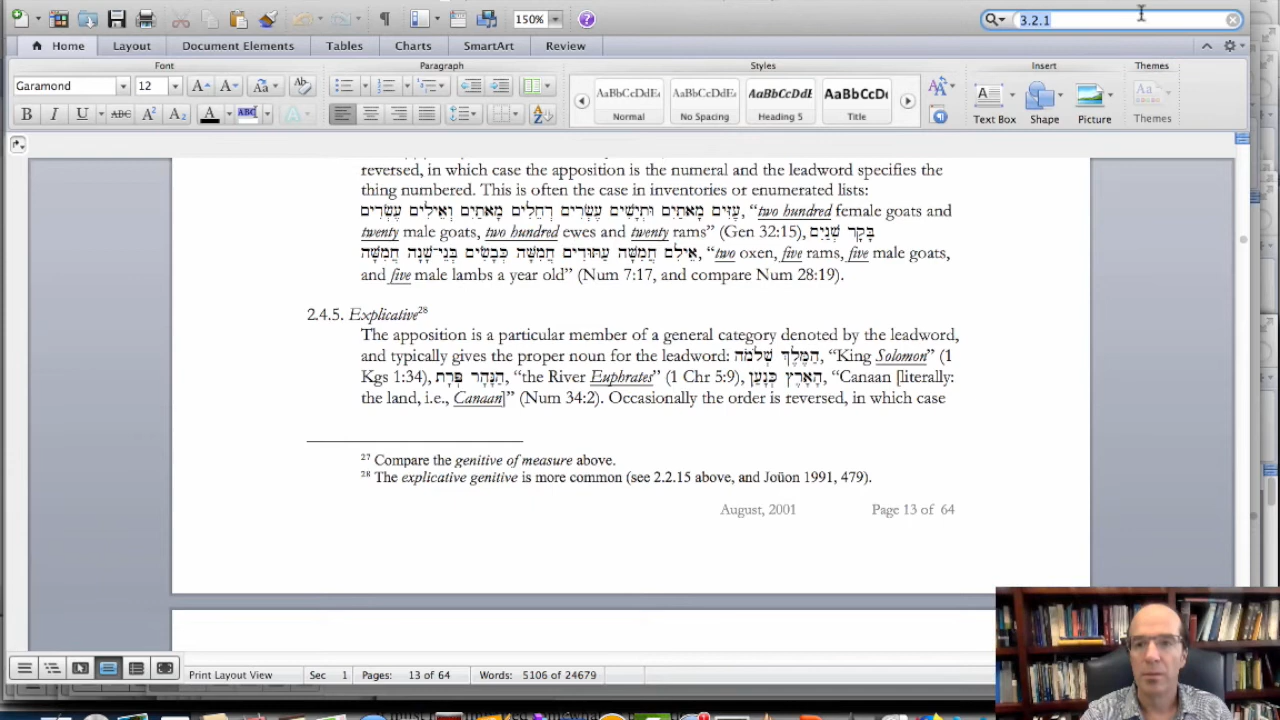 150%
3.2.1
Home Layout Document Elements Tables Charts SmartArt Review
Font Paragraph Styles Insert Themes
Garamond 12
AaBbCcDdE AaBbCcDdE AaBbCcDdE AaBbCcDc
Normal No Spacing Heading 5 Title
Text Box Shape Picture Themes
B I U ABC A² A₂ A ABC A
reversed, in which case the apposition is the numeral and the leadword specifies the
thing numbered. This is often the case in inventories or enumerated lists:
עִזִּים מָאתַיִם וּתְיָשִׁים עֶשְׂרִים רְחֵלִים מָאתַיִם וְאֵילִים עֶשְׂרִים, “two hundred female goats and
twenty male goats, two hundred ewes and twenty rams” (Gen 32:15), בָּקָר שְׁנַיִם
אֵילִם חֲמִשָּׁה עַתּוּדִים חֲמִשָּׁה כְּבָשִׂים בְּנֵי־שָׁנָה חֲמִשָּׁה, “two oxen, five rams, five male goats,
and five male lambs a year old” (Num 7:17, and compare Num 28:19).
2.4.5. Explicative28
The apposition is a particular member of a general category denoted by the leadword,
and typically gives the proper noun for the leadword: הַמֶּלֶךְ שְׁלֹמֹה, “King Solomon” (1
Kgs 1:34), הַנָּהָר פְּרָת, “the River Euphrates” (1 Chr 5:9), הָאָרֶץ כְּנָעַן, “Canaan [literally:
the land, i.e., Canaan]” (Num 34:2). Occasionally the order is reversed, in which case
27 Compare the genitive of measure above.
28 The explicative genitive is more common (see 2.2.15 above, and Joüon 1991, 479).
August, 2001 Page 13 of 64
Print Layout View Sec 1 Pages: 13 of 64 Words: 5106 of 24679